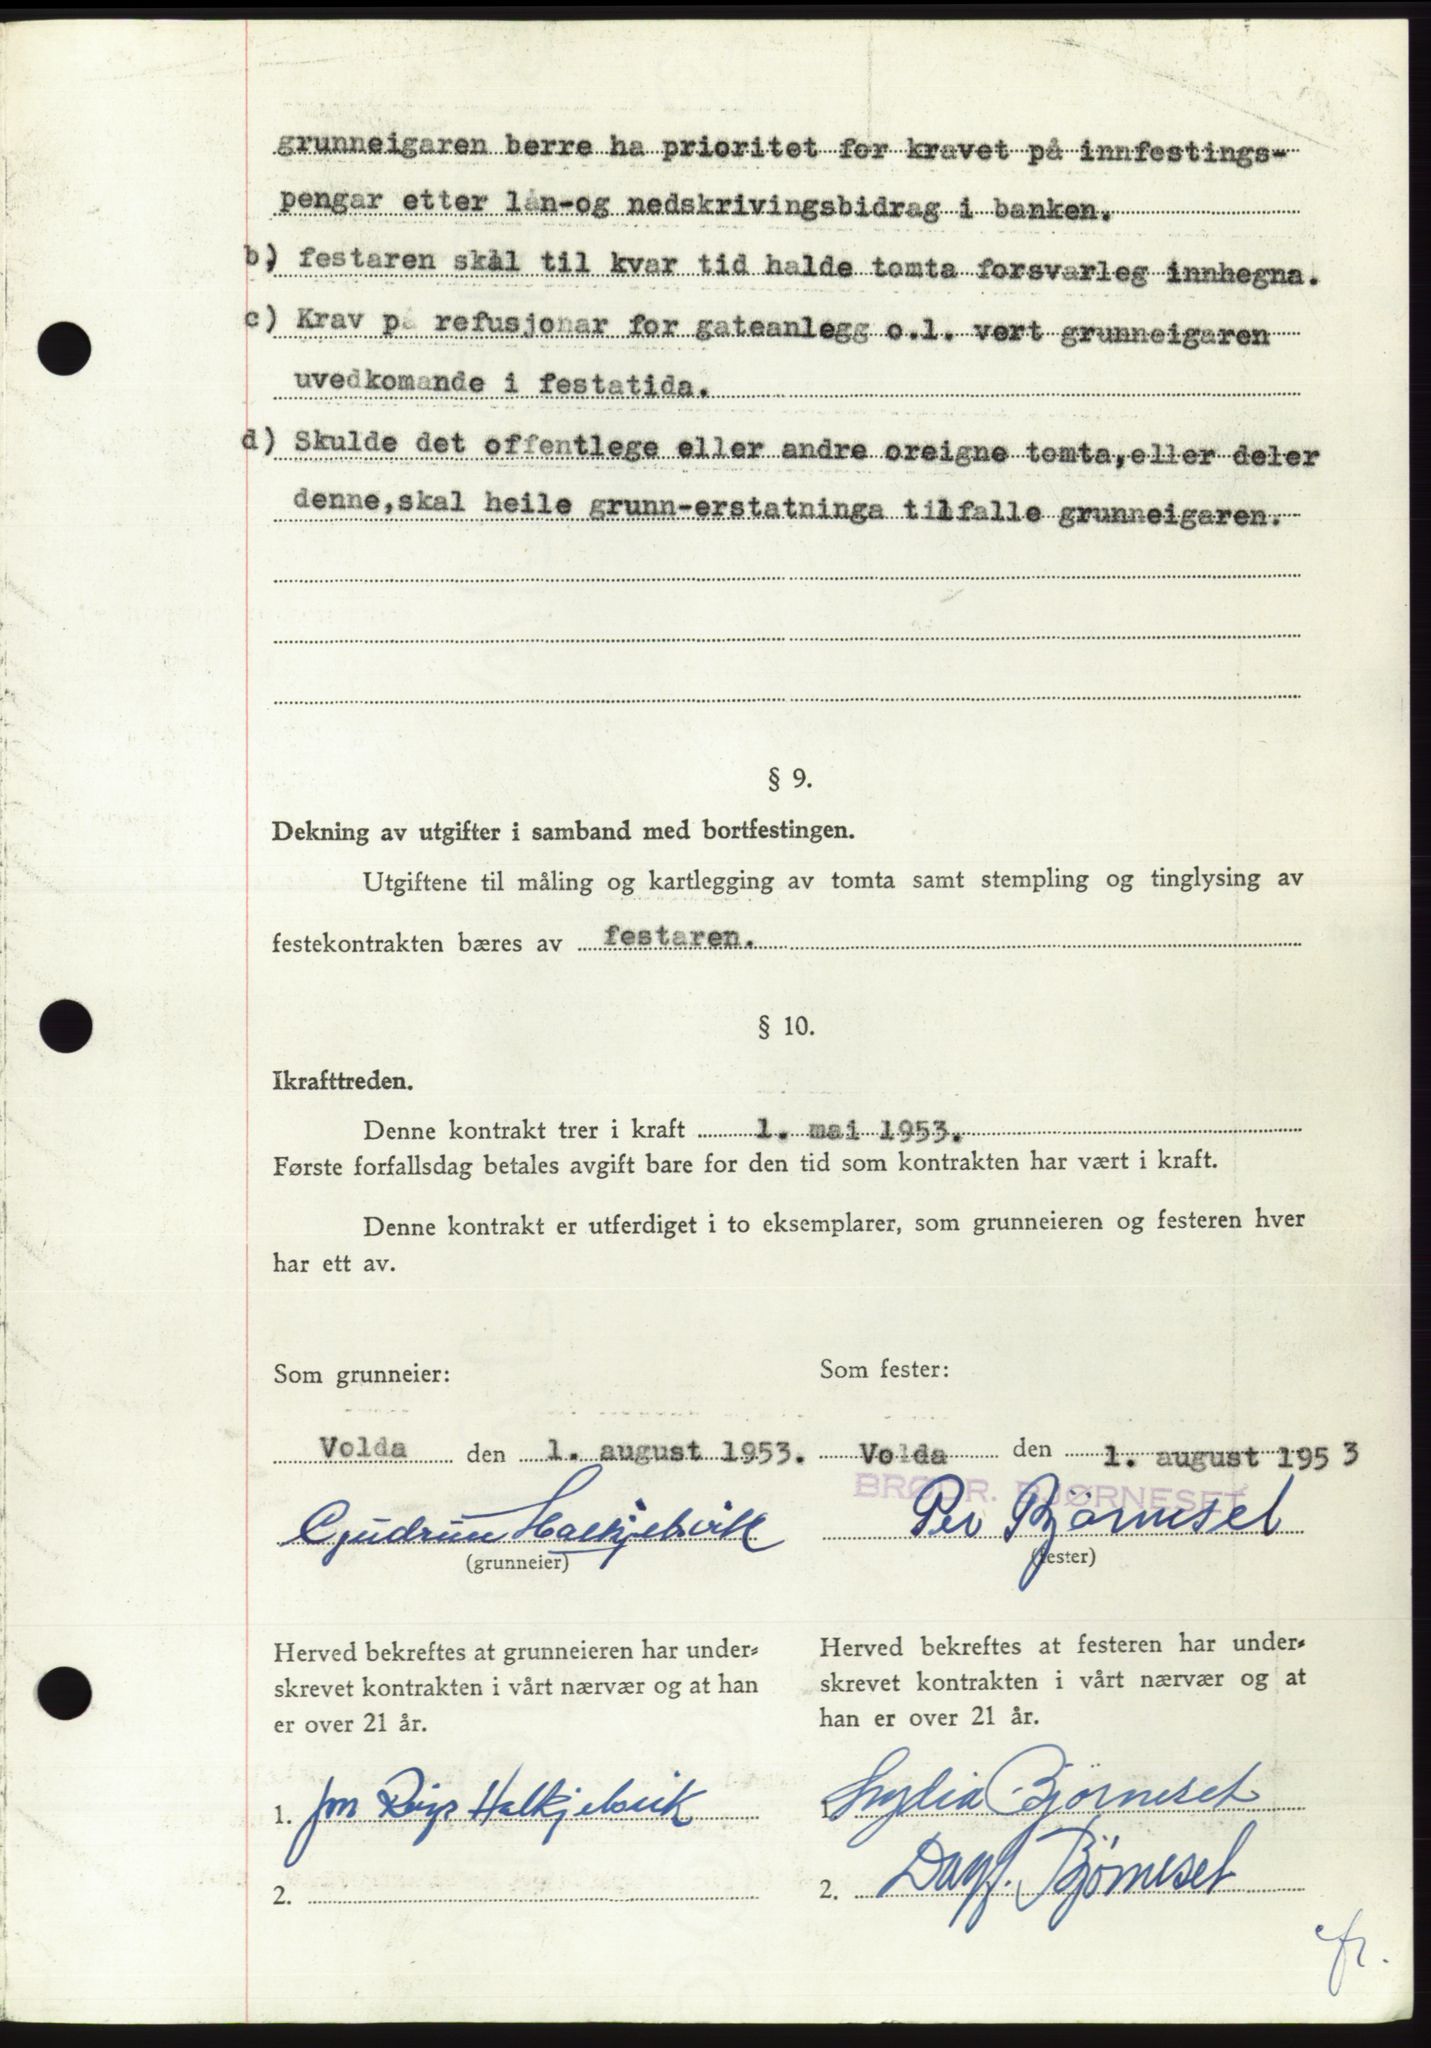 grunneigaren berre ha prioritet for kravet på innfestings-
pengar etter lån-og nedskrivingsbidrag i banken.
b) festaren skal til kvar tid halde tomta forsvarleg innhegna.
c) Krav på refusjonar for gateanlegg o.l. vert grunneigaren
uvedkomande i festatida.
d) Skulde det offentlege eller andre oreigne tomta,eller deler
denne,skal heile grunn-erstatninga tilfalle grunneigaren.
§ 9.
Dekning av utgifter i samband med bortfestingen.
Utgiftene til måling og kartlegging av tomta samt stempling og tinglysing av
festekontrakten bæres av festaren.
§ 10.
Ikrafttreden.
Denne kontrakt trer i kraft 1. mai 1953.
Første forfallsdag betales avgift bare for den tid som kontrakten har vært i kraft.
Denne kontrakt er utferdiget i to eksemplarer, som grunneieren og festeren hver
har ett av.
Som grunneier:
Volda den 1. august 1953.
Gudrun Halkjelsvik
(grunneier)
Som fester:
Volda den 1. august 1953
BRØDR. BJØRNESET
Per Bjørneset
(fester)
Herved bekreftes at grunneieren har under-
skrevet kontrakten i vårt nærvær og at han
er over 21 år.
1. Halkjelsvik
2.
Herved bekreftes at festeren har under-
skrevet kontrakten i vårt nærvær og at
han er over 21 år.
1. Lydia Bjørneset
2. Dagf. Bjørneset